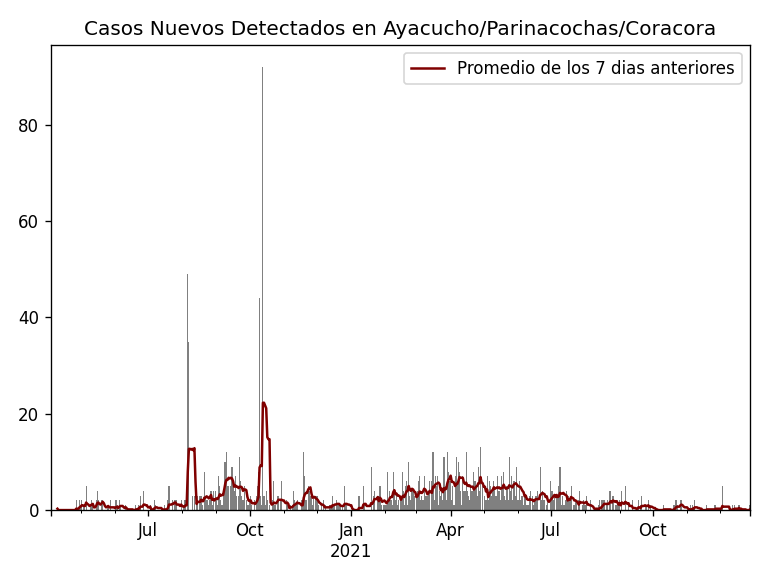 Casos Nuevos Detectados en Ayacucho/Parinacochas/Coracora
Promedio de los 7 dias anteriores
80
60
40
20
0
Jul Oct Jan Apr Jul Oct
2021